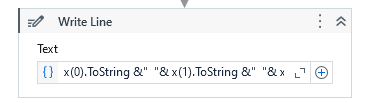 Write Line
Text
x(0).ToString &"  "& x(1).ToString &"  "& x